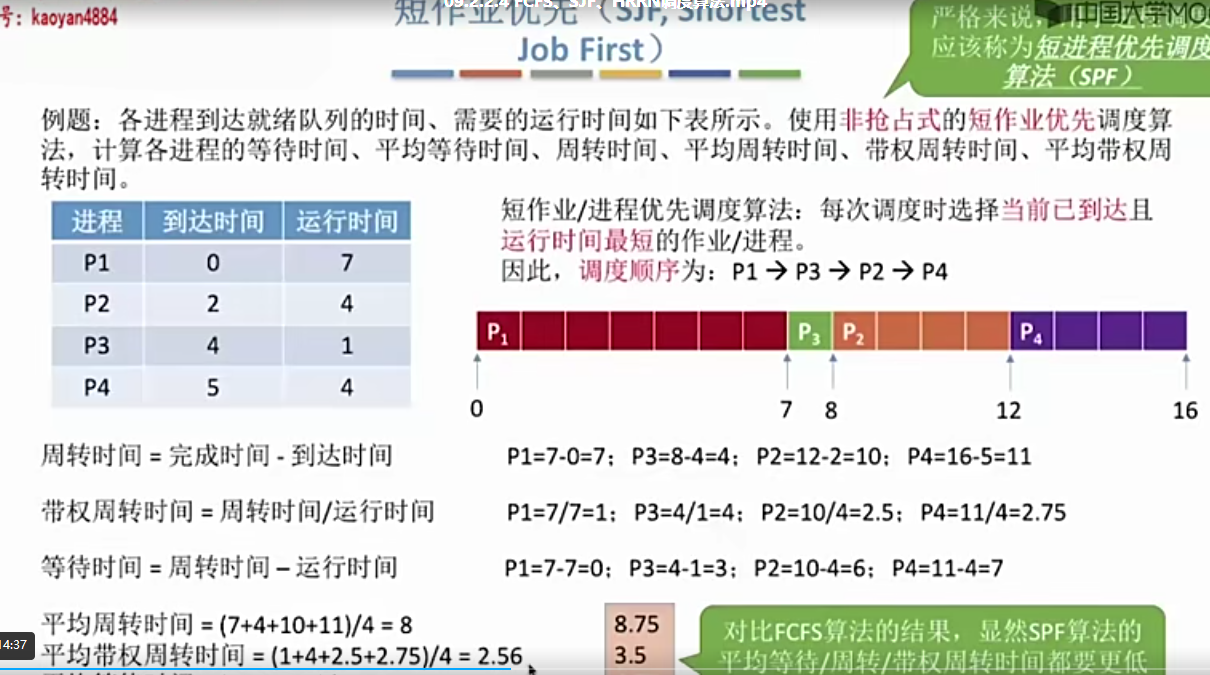 09.2.2.4 FCFS、SJF、HRRN调度算法.mp4
号：kaoyan4884
短作业优先（SJF, Shortest
Job First）
中国大学MOO
严格来说，
应该称为短进程优先调度
算法（SPF）
例题：各进程到达就绪队列的时间、需要的运行时间如下表所示。使用非抢占式的短作业优先调度算
法，计算各进程的等待时间、平均等待时间、周转时间、平均周转时间、带权周转时间、平均带权周
转时间。
进程 到达时间 运行时间
P1 0 7
P2 2 4
P3 4 1
P4 5 4
短作业/进程优先调度算法：每次调度时选择当前已到达且
运行时间最短的作业/进程。
因此，调度顺序为：P1 → P3 → P2 → P4
P1 P3 P2 P4
0 7 8 12 16
周转时间 = 完成时间 - 到达时间
P1=7-0=7；P3=8-4=4；P2=12-2=10；P4=16-5=11
带权周转时间 = 周转时间/运行时间
P1=7/7=1；P3=4/1=4；P2=10/4=2.5；P4=11/4=2.75
等待时间 = 周转时间 – 运行时间
P1=7-7=0；P3=4-1=3；P2=10-4=6；P4=11-4=7
平均周转时间 = (7+4+10+11)/4 = 8
8.75
平均带权周转时间 = (1+4+2.5+2.75)/4 = 2.56
3.5
对比FCFS算法的结果，显然SPF算法的
平均等待/周转/带权周转时间都要更低
14:37